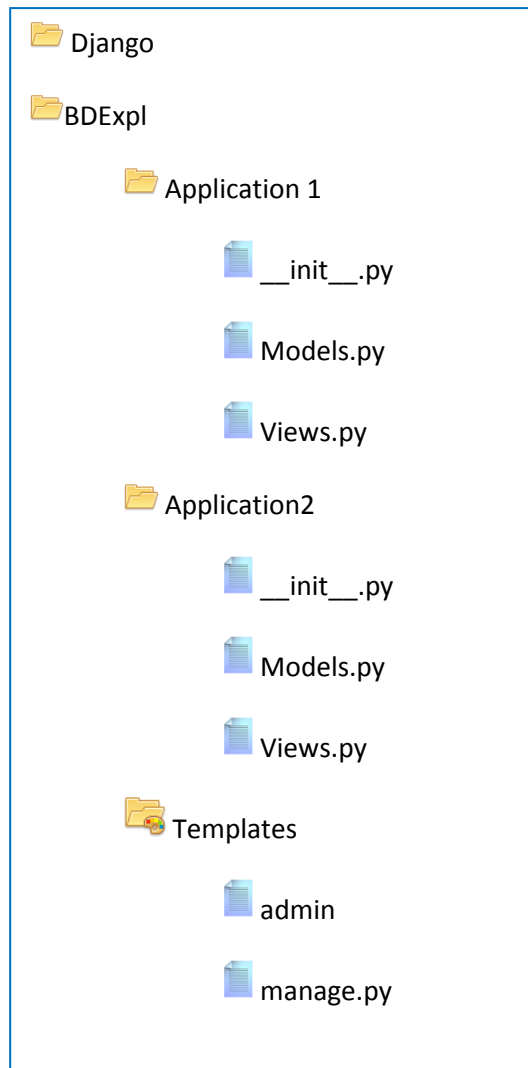 Django
BDExpl
Application 1
__init__.py
Models.py
Views.py
Application2
__init__.py
Models.py
Views.py
Templates
admin
manage.py